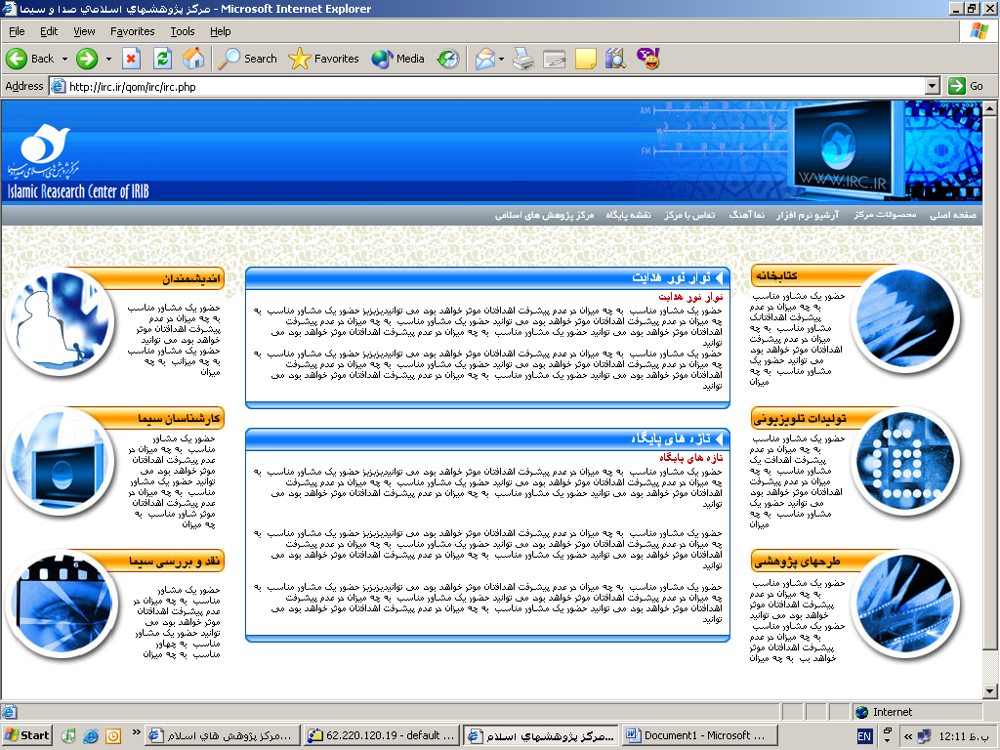 مرکز پژوهشهاي اسلامي صدا و سيما - Microsoft Internet Explorer
File Edit View Favorites Tools Help
Back Search Favorites Media
Address http://irc.ir/qom/irc/irc.php Go
AM
FM
WWW.IRC.IR
Islamic Reasearch Center of IRIB
صفحه اصلی محصولات مرکز آرشیو نرم افزار نما آهنگ تماس با مرکز نقشه پایگاه مرکز پژوهش های اسلامی
کتابخانه
حضور یک مشاور مناسب
به چه میزان در عدم
پیشرفت اهدافتانک
مشاور مناسب به چه
میزان در عدم پیشرفت
اهدافتان موثر خواهد بود
می توانید حضور یک
مشاور مناسب به چه
میزان
تولیدات تلویزیونی
حضور یک مشاور مناسب
به چه میزان در عدم
پیشرفت اهدافت یک
مشاور مناسب به چه
میزان در عدم پیشرفت
اهدافتان موثر خواهد بود
می توانید حضور یک
مشاور مناسب به چه
میزان
طرحهای پژوهشی
حضور یک مشاور مناسب
به چه میزان در عدم
پیشرفت اهدافتان موثر
خواهد بود می توانید
حضور یک مشاور مناسب
به چه میزان در عدم
پیشرفت اهدافتان موثر
خواهد بب به چه میزان
نوار نور هدایت
نوار نور هدایت
حضور یک مشاور مناسب به چه میزان در عدم پیشرفت اهدافتان موثر خواهد بود می توانیدیزیزیز حضور یک مشاور مناسب به
چه میزان در عدم پیشرفت اهدافتان موثر خواهد بود می توانید حضور یک مشاور مناسب به چه میزان در عدم پیشرفت
اهدافتان موثر خواهد بود می توانید حضور یک مشاور مناسب به چه میزان در عدم پیشرفت اهدافتان موثر خواهد بود می
توانید
حضور یک مشاور مناسب به چه میزان در عدم پیشرفت اهدافتان موثر خواهد بود می توانیدیزیزیز حضور یک مشاور مناسب به
چه میزان در عدم پیشرفت اهدافتان موثر خواهد بود می توانید حضور یک مشاور مناسب به چه میزان در عدم پیشرفت
اهدافتان موثر خواهد بود می توانید حضور یک مشاور مناسب به چه میزان در عدم پیشرفت اهدافتان موثر خواهد بود می
توانید
تازه های پایگاه
تازه های پایگاه
حضور یک مشاور مناسب به چه میزان در عدم پیشرفت اهدافتان موثر خواهد بود می توانیدیزیزیز حضور یک مشاور مناسب به
چه میزان در عدم پیشرفت اهدافتان موثر خواهد بود می توانید حضور یک مشاور مناسب به چه میزان در عدم پیشرفت
اهدافتان موثر خواهد بود می توانید حضور یک مشاور مناسب به چه میزان در عدم پیشرفت اهدافتان موثر خواهد بود می
توانید
حضور یک مشاور مناسب به چه میزان در عدم پیشرفت اهدافتان موثر خواهد بود می توانیدیزیزیز حضور یک مشاور مناسب به
چه میزان در عدم پیشرفت اهدافتان موثر خواهد بود می توانید حضور یک مشاور مناسب به چه میزان در عدم پیشرفت
اهدافتان موثر خواهد بود می توانید حضور یک مشاور مناسب به چه میزان در عدم پیشرفت اهدافتان موثر خواهد بود می
توانید
حضور یک مشاور مناسب به چه میزان در عدم پیشرفت اهدافتان موثر خواهد بود می توانیدیزیزیز حضور یک مشاور مناسب به
چه میزان در عدم پیشرفت اهدافتان موثر خواهد بود می توانید حضور یک مشاور مناسب به چه میزان در عدم پیشرفت
اهدافتان موثر خواهد بود می توانید حضور یک مشاور مناسب به چه میزان در عدم پیشرفت اهدافتان موثر خواهد بود می
توانید
اندیشمندان
حضور یک مشاور مناسب
به چه میزان در عدم
پیشرفت اهدافتان موثر
خواهد بود می توانید
حضور یک مشاور مناسب
به چه میزانب به چه
میزان
کارشناسان سیما
حضور یک مشاور
مناسب به چه میزان در
عدم پیشرفت اهدافتان
موثر خواهد بود می
توانید حضور یک مشاور
مناسب به چه میزان در
عدم پیشرفت اهدافتان
موثر شاور مناسب به
چه میزان
نقد و بررسی سیما
حضور یک مشاور
مناسب به چه میزان در
عدم پیشرفت اهدافتان
موثر خواهد بود می
توانید حضور یک مشاور
مناسب به چهاور
مناسب به چه میزان
Internet
Start مرکز پژوهش های اسلام... 62.220.120.19 - default ... مرکز پژوهشهاي اسلام... Document1 - Microsoft ... EN 12:11 ب.ظ